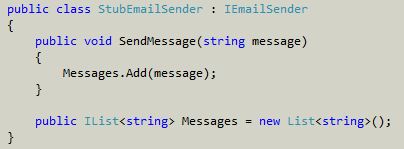 public class StubEmailSender : IEmailSender
{
    public void SendMessage(string message)
    {
        Messages.Add(message);
    }
    public IList<string> Messages = new List<string>();
}